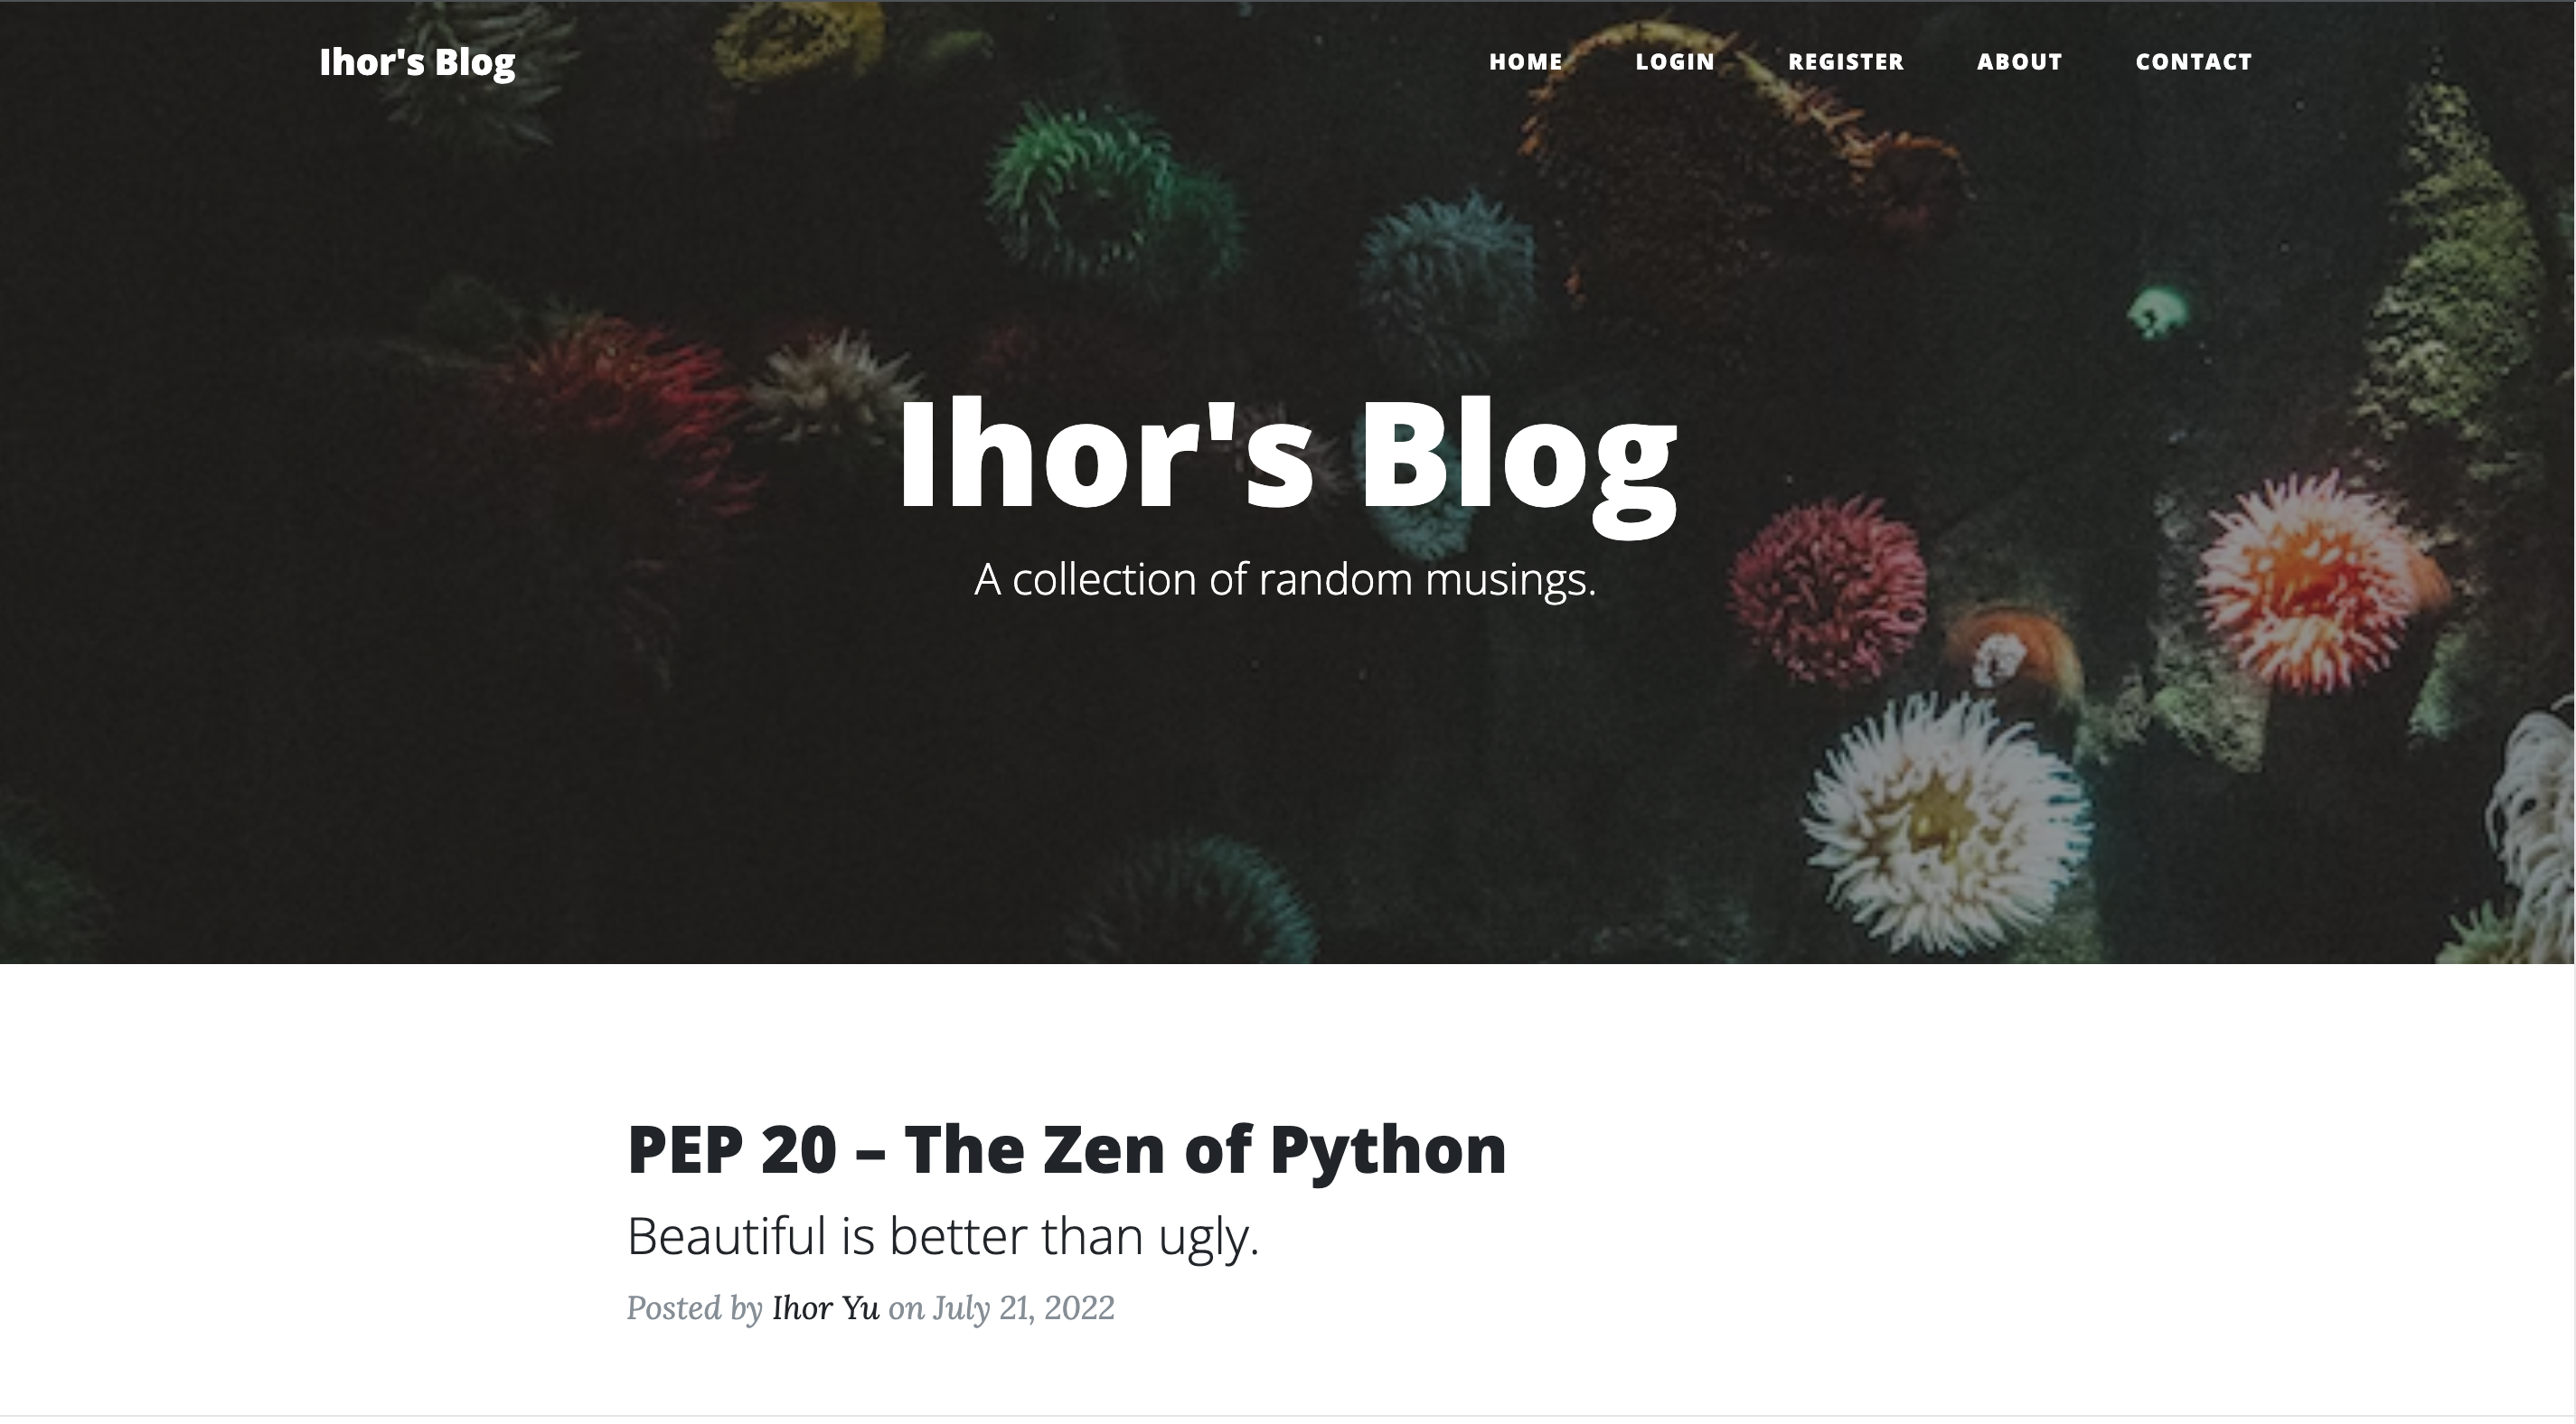 Ihor's Blog
HOME LOGIN REGISTER ABOUT CONTACT
Ihor's Blog
A collection of random musings.
PEP 20 – The Zen of Python
Beautiful is better than ugly.
Posted by Ihor Yu on July 21, 2022